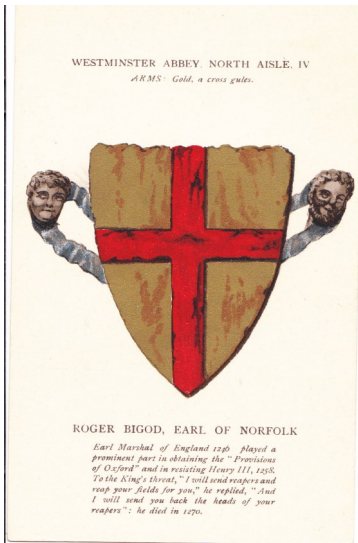 WESTMINSTER ABBEY. NORTH AISLE. IV
ARMS: Gold, a cross gules.
ROGER BIGOD, EARL OF NORFOLK
Earl Marshal of England 1246 played a
prominent part in obtaining the "Provisions
of Oxford" and in resisting Henry III, 1258.
To the King's threat, "I will send reapers and
reap your fields for you," he replied, "And
I will send you back the heads of your
reapers": he died in 1270.